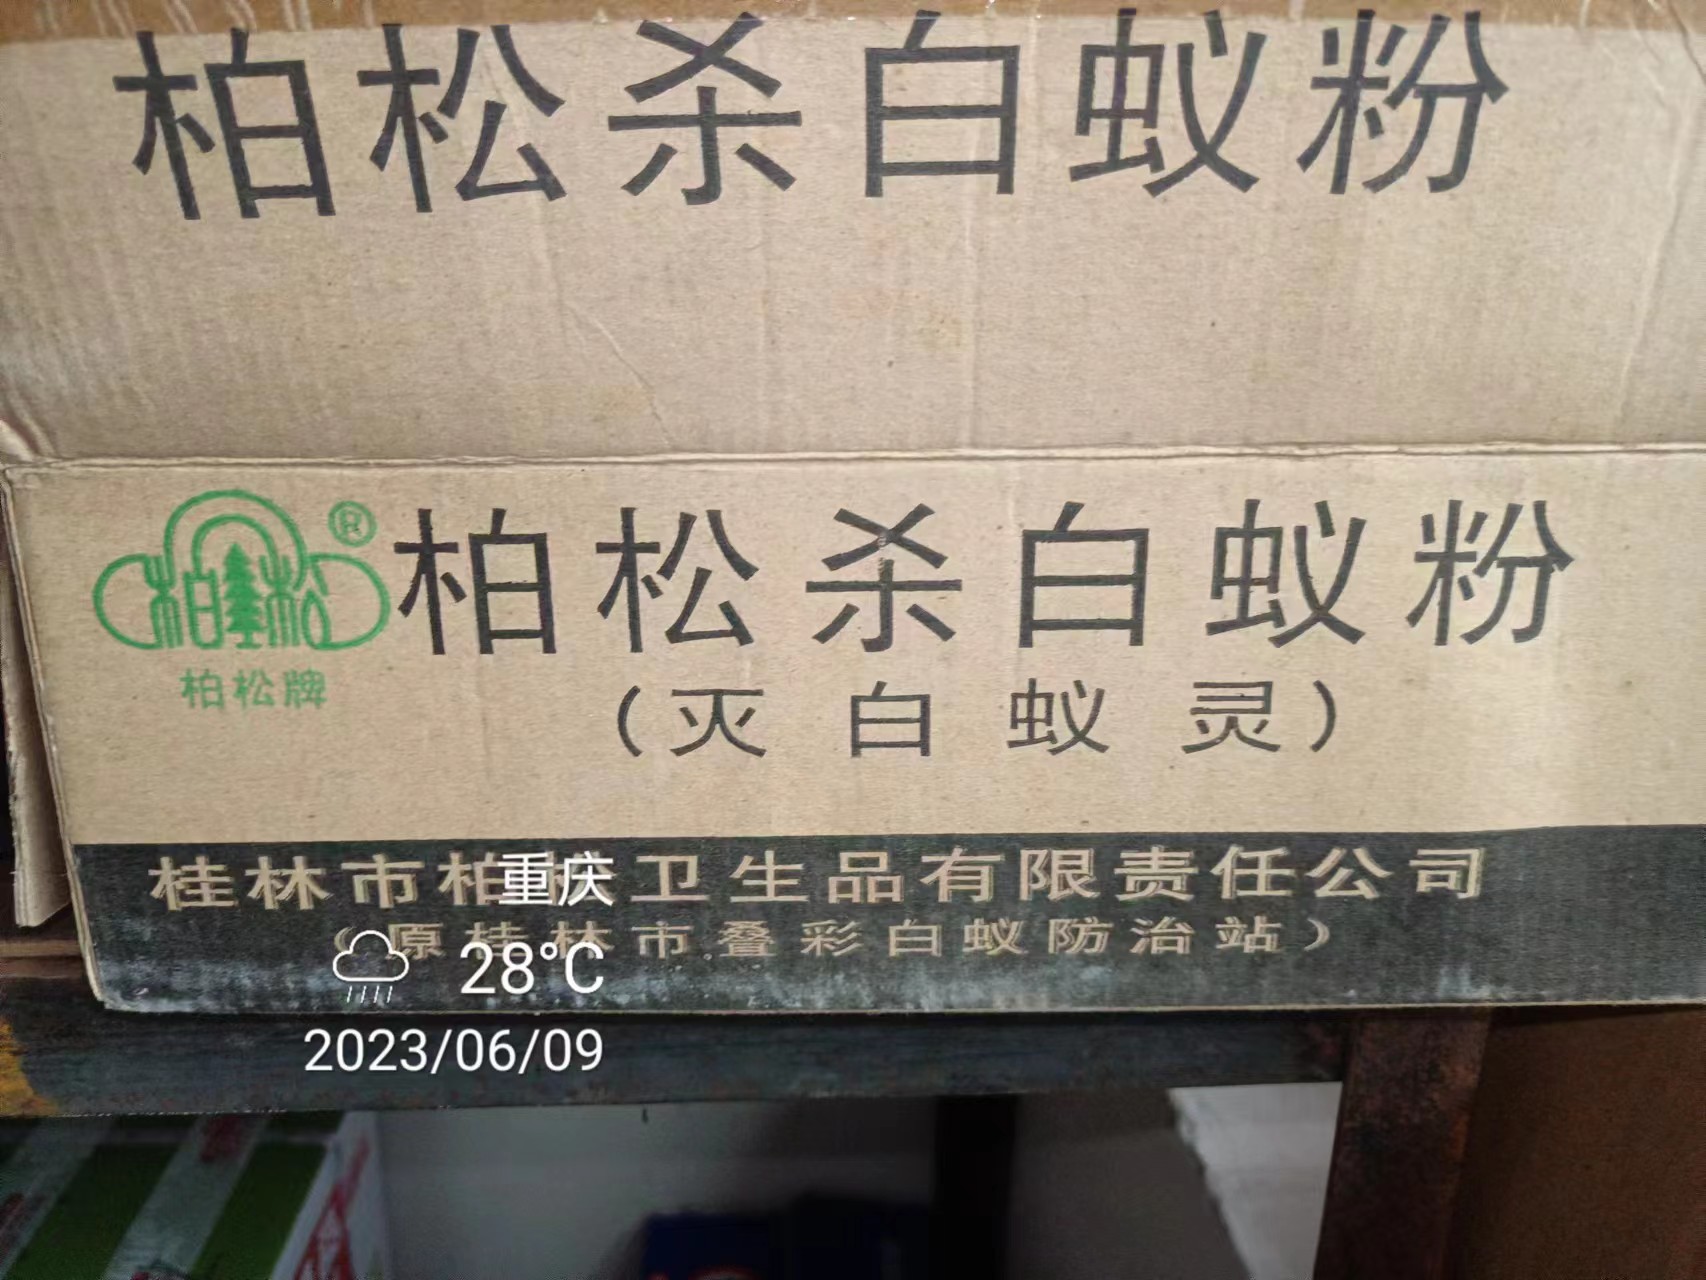 柏松杀白蚁粉
®
柏松
柏松牌
柏松杀白蚁粉
(灭白蚁灵)
桂林市柏 卫生品有限责任公司
(原桂林市叠彩白蚁防治站)
重庆
28°C
2023/06/09